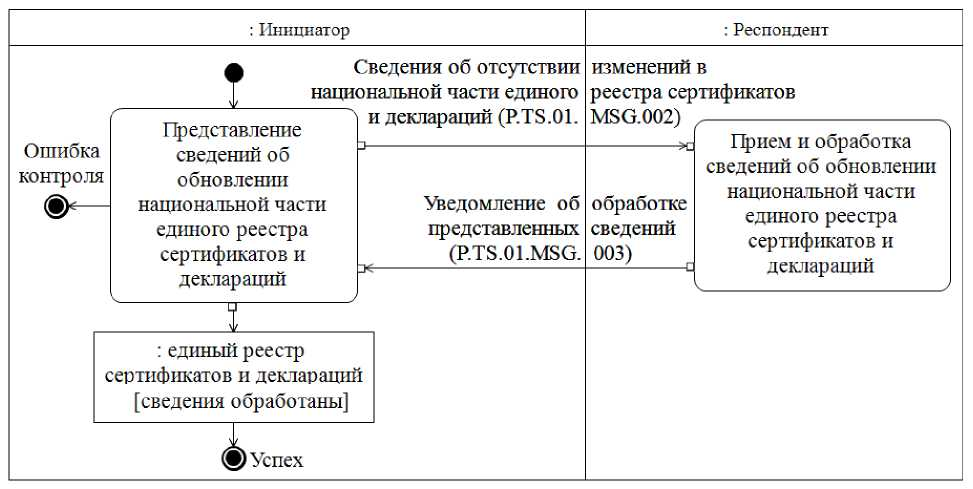 : Инициатор
: Респондент
Сведения об отсутствии изменений в
национальной части единого реестра сертификатов
и деклараций (P.TS.01. MSG.002)
Представление
сведений об
обновлении
национальной части
единого реестра
сертификатов и
деклараций
Ошибка
контроля
Прием и обработка
сведений об обновлении
национальной части
единого реестра
сертификатов и
деклараций
Уведомление об обработке
представленных сведений
(P.TS.01.MSG. 003)
: единый реестр
сертификатов и деклараций
[сведения обработаны]
Успех